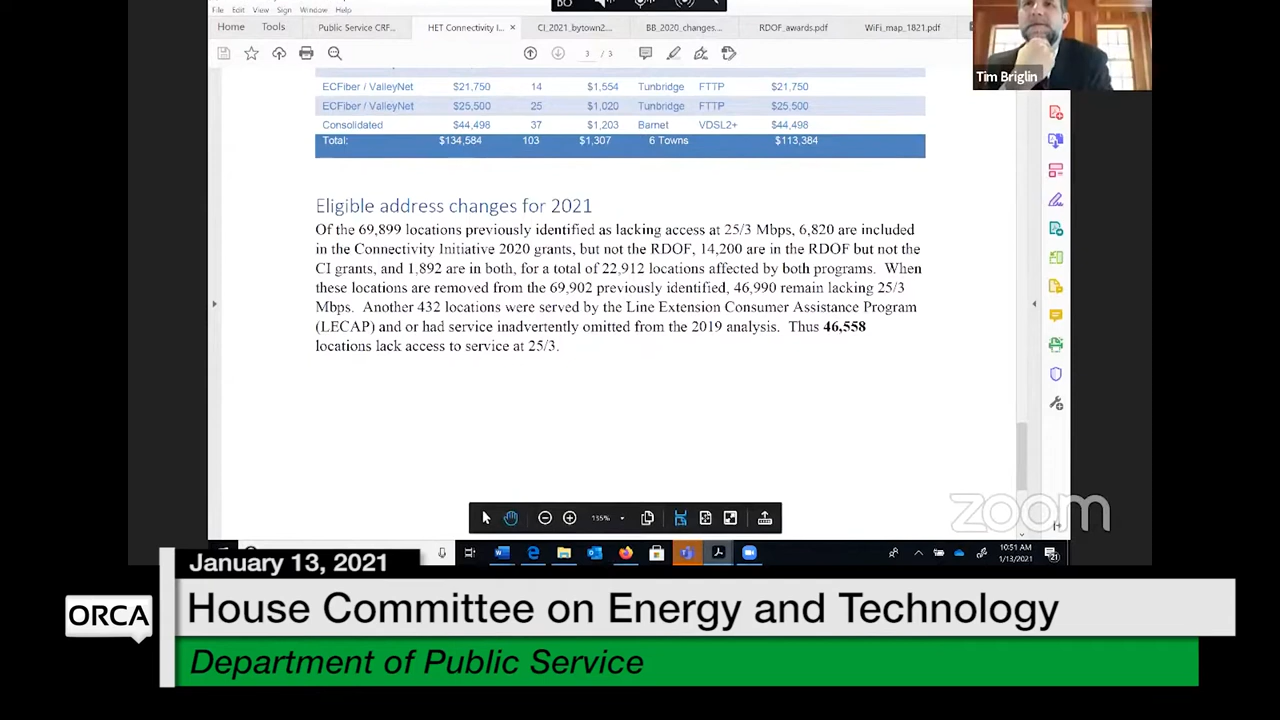 BO
File Edit View Sign Window Help
Home Tools Public Service CRF... HET Connectivity I... × CI_2021_bytown2... BB_2020_changes.... RDOF_awards.pdf WiFi_map_1821.pdf
3 / 3
Tim Briglin
ECFiber / ValleyNet $21,750 14 $1,554 Tunbridge FTTP $21,750
ECFiber / ValleyNet $25,500 25 $1,020 Tunbridge FTTP $25,500
Consolidated $44,498 37 $1,203 Barnet VDSL2+ $44,498
Total: $134,584 103 $1,307 6 Towns $113,384
Eligible address changes for 2021
Of the 69,899 locations previously identified as lacking access at 25/3 Mbps, 6,820 are included
in the Connectivity Initiative 2020 grants, but not the RDOF, 14,200 are in the RDOF but not the
CI grants, and 1,892 are in both, for a total of 22,912 locations affected by both programs. When
these locations are removed from the 69,902 previously identified, 46,990 remain lacking 25/3
Mbps. Another 432 locations were served by the Line Extension Consumer Assistance Program
(LECAP) and or had service inadvertently omitted from the 2019 analysis. Thus 46,558
locations lack access to service at 25/3.
135%
zoom
10:51 AM
1/13/2021
21
January 13, 2021
ORCA
House Committee on Energy and Technology
Department of Public Service